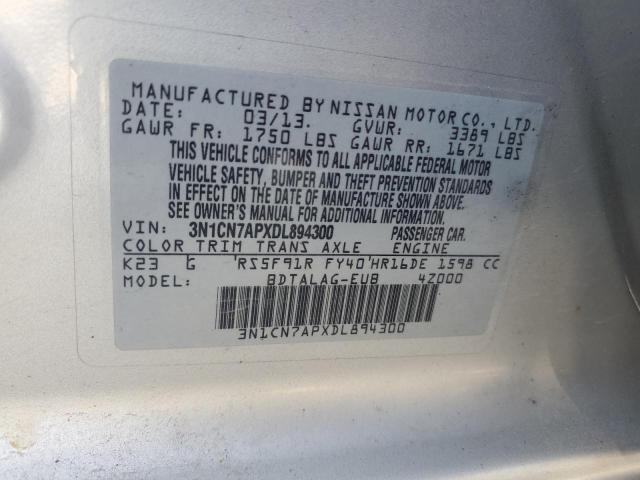 MANUFACTURED BY NISSAN MOTOR CO., LTD.
DATE: 03/13. GVWR: 3389 LBS
GAWR FR: 1750 LBS GAWR RR: 1671 LBS
THIS VEHICLE CONFORMS TO ALL APPLICABLE FEDERAL MOTOR
VEHICLE SAFETY, BUMPER AND THEFT PREVENTION STANDARDS
IN EFFECT ON THE DATE OF MANUFACTURE SHOWN ABOVE.
SEE OWNER'S MANUAL FOR ADDITIONAL INFORMATION.
VIN: 3N1CN7APXDL894300 PASSENGER CAR.
COLOR TRIM TRANS AXLE ENGINE
K23 G 'RS5F91R FY40'HR16DE 1598 CC
MODEL: BDTALAG-EUB 4Z000
3N1CN7APXDL894300